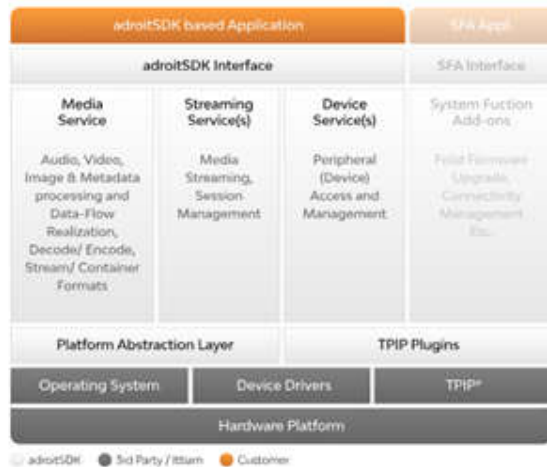 adroitSDK based Application
SFA Appl.
adroitSDK Interface
SFA Interface
Media
Service
Audio, Video,
Image & Metadata
processing and
Data-Flow
Realization,
Decode/ Encode,
Stream/ Container
Formats
Streaming
Service(s)
Media
Streaming,
Session
Management
Device
Service(s)
Peripheral
(Device)
Access and
Management
System Fuction
Add-ons
Firmware
Upgrade,
Connectivity
Management
Etc.
Platform Abstraction Layer
TPIP Plugins
Operating System
Device Drivers
TPIP*
Hardware Platform
adroitSDK
3rd Party / Ittiam
Customer